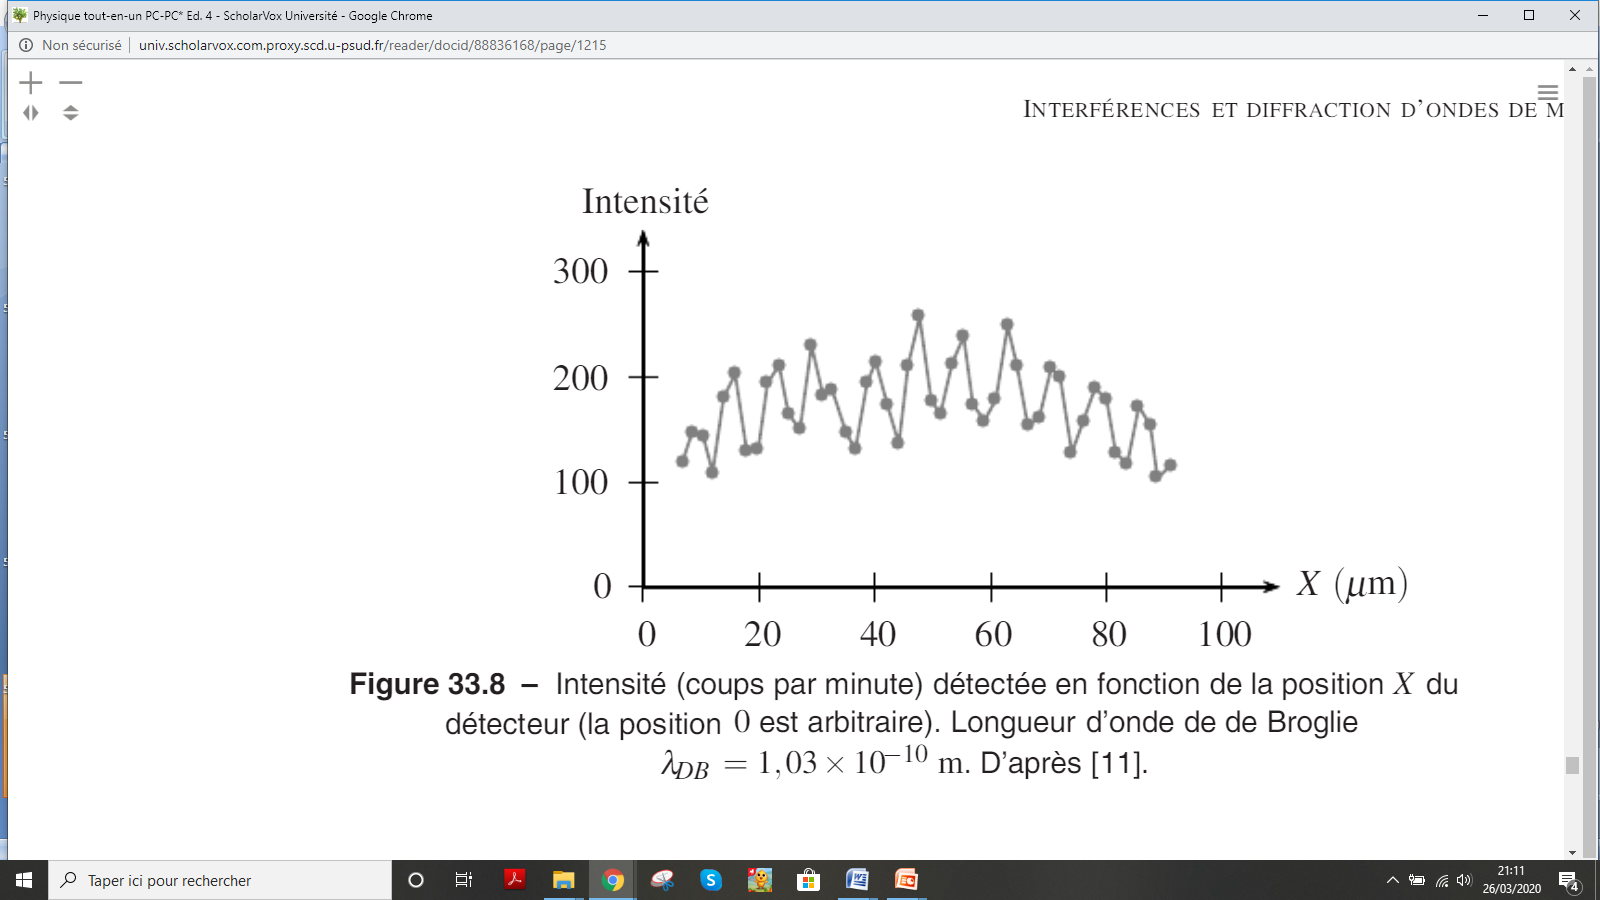 Physique tout-en-un PC-PC* Ed. 4 - ScholarVox Université - Google Chrome
Non sécurisé | univ.scholarvox.com.proxy.scd.u-psud.fr/reader/docid/88836168/page/1215
INTERFÉRENCES ET DIFFRACTION D'ONDES DE M
Intensité
300
200
100
0
0 20 40 60 80 100
X (μm)
Figure 33.8 – Intensité (coups par minute) détectée en fonction de la position X du
détecteur (la position 0 est arbitraire). Longueur d'onde de de Broglie
λDB = 1,03 × 10−10 m. D'après [11].
Taper ici pour rechercher
21:11
26/03/2020
4